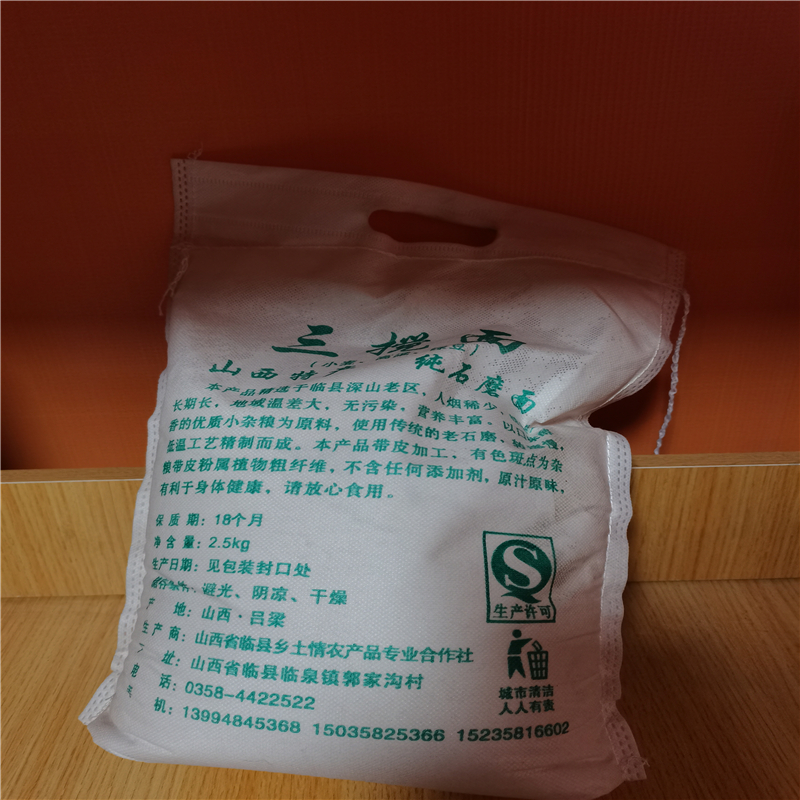 三搅面
(小麦
山西特产 纯石磨面
本产品精选于临县深山老区，人烟稀少
长期长，地域温差大，无污染，营养丰富，以
香的优质小杂粮为原料，使用传统的老石磨，
低温工艺精制而成。本产品带皮加工、有色斑点为杂
粮带皮粉属植物粗纤维，不含任何添加剂，原汁原味，
有利于身体健康，请放心食用。
保质期：18个月
净含量：2.5kg
生产日期：见包装封口处
避光、阴凉、干燥
产地：山西·吕梁
生产商：山西省临县乡土情农产品专业合作社
址：山西省临县临泉镇郭家沟村
电话：0358-4422522
机：13994845368 15035825366 15235816602
生产许可
城市清洁
人人有责